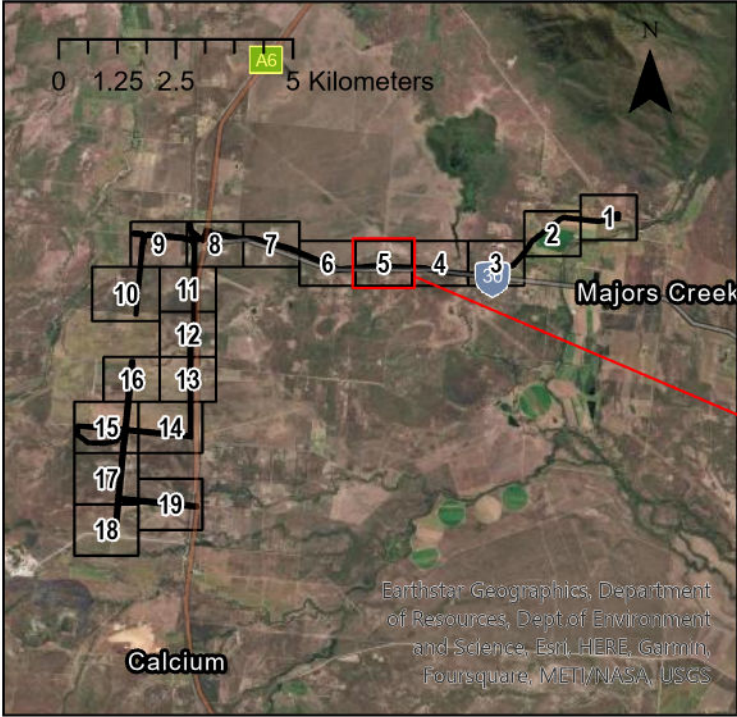 N
A6
0 1.25 2.5 5 Kilometers
1
2
9 8 7 6 5 4 3
30
10 11
Majors Creek
12
16 13
15 14
17
19
18
Earthstar Geographics, Department
of Resources, Dept.of Environment
and Science, Esri, HERE, Garmin,
Foursquare, METI/NASA, USGS
Calcium